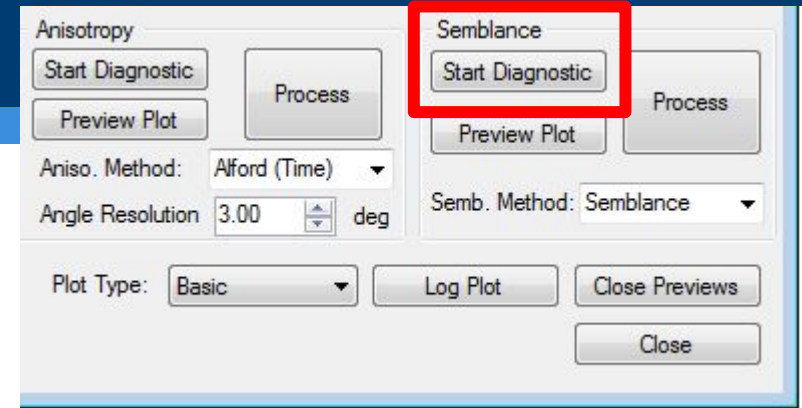 Anisotropy
Start Diagnostic
Process
Preview Plot
Aniso. Method: Alford (Time)
Angle Resolution 3.00 deg
Semblance
Start Diagnostic
Process
Preview Plot
Semb. Method: Semblance
Plot Type: Basic Log Plot Close Previews
Close